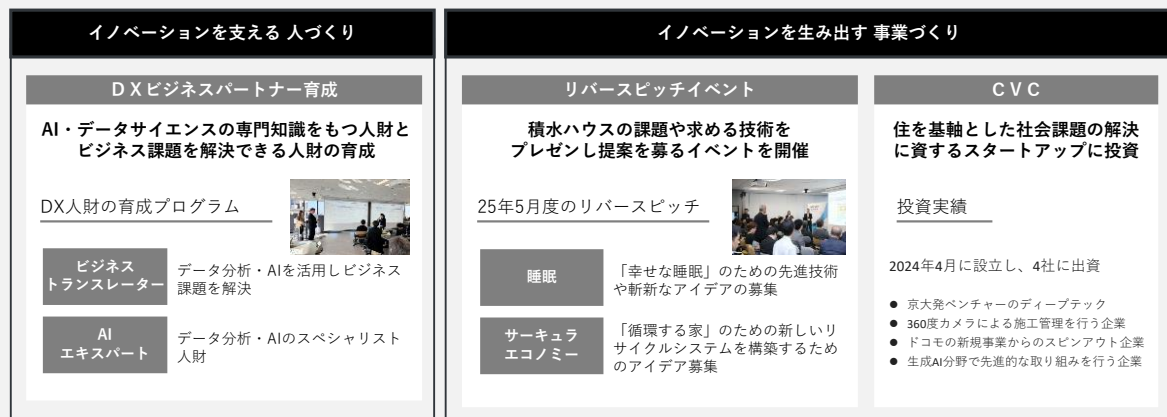 イノベーションを支える 人づくり
DXビジネスパートナー育成
AI・データサイエンスの専門知識をもつ人財と
ビジネス課題を解決できる人財の育成
DX人財の育成プログラム
ビジネス
トランスレーター
データ分析・AIを活用しビジネス
課題を解決
AI
エキスパート
データ分析・AIのスペシャリスト
人財
イノベーションを生み出す 事業づくり
リバースピッチイベント
積水ハウスの課題や求める技術を
プレゼンし提案を募るイベントを開催
25年5月度のリバースピッチ
睡眠
「幸せな睡眠」のための先進技術
や斬新なアイデアの募集
サーキュラ
エコノミー
「循環する家」のための新しいリ
サイクルシステムを構築するため
のアイデア募集
CVC
住を基軸とした社会課題の解決
に資するスタートアップに投資
投資実績
2024年4月に設立し、4社に出資
● 京大発ベンチャーのディープテック
● 360度カメラによる施工管理を行う企業
● ドコモの新規事業からのスピンアウト企業
● 生成AI分野で先進的な取り組みを行う企業